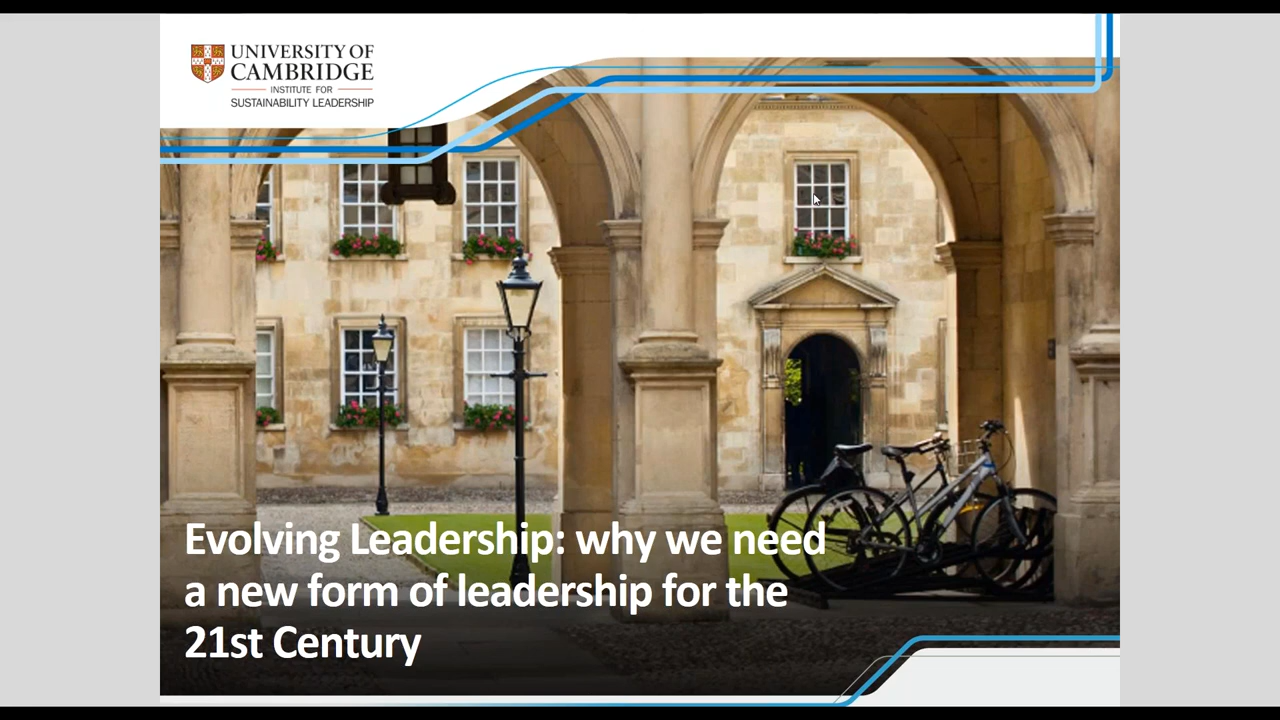 UNIVERSITY OF
CAMBRIDGE
INSTITUTE FOR
SUSTAINABILITY LEADERSHIP
Evolving Leadership: why we need
a new form of leadership for the
21st Century